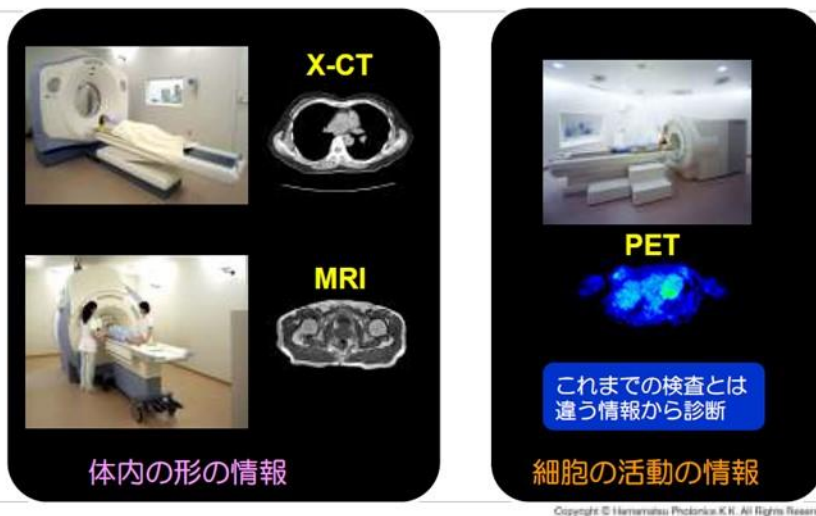 X-CT
MRI
体内の形の情報
PET
これまでの検査とは
違う情報から診断
細胞の活動の情報
Copyright © Hamamatsu Photonics K.K. All Rights Reser